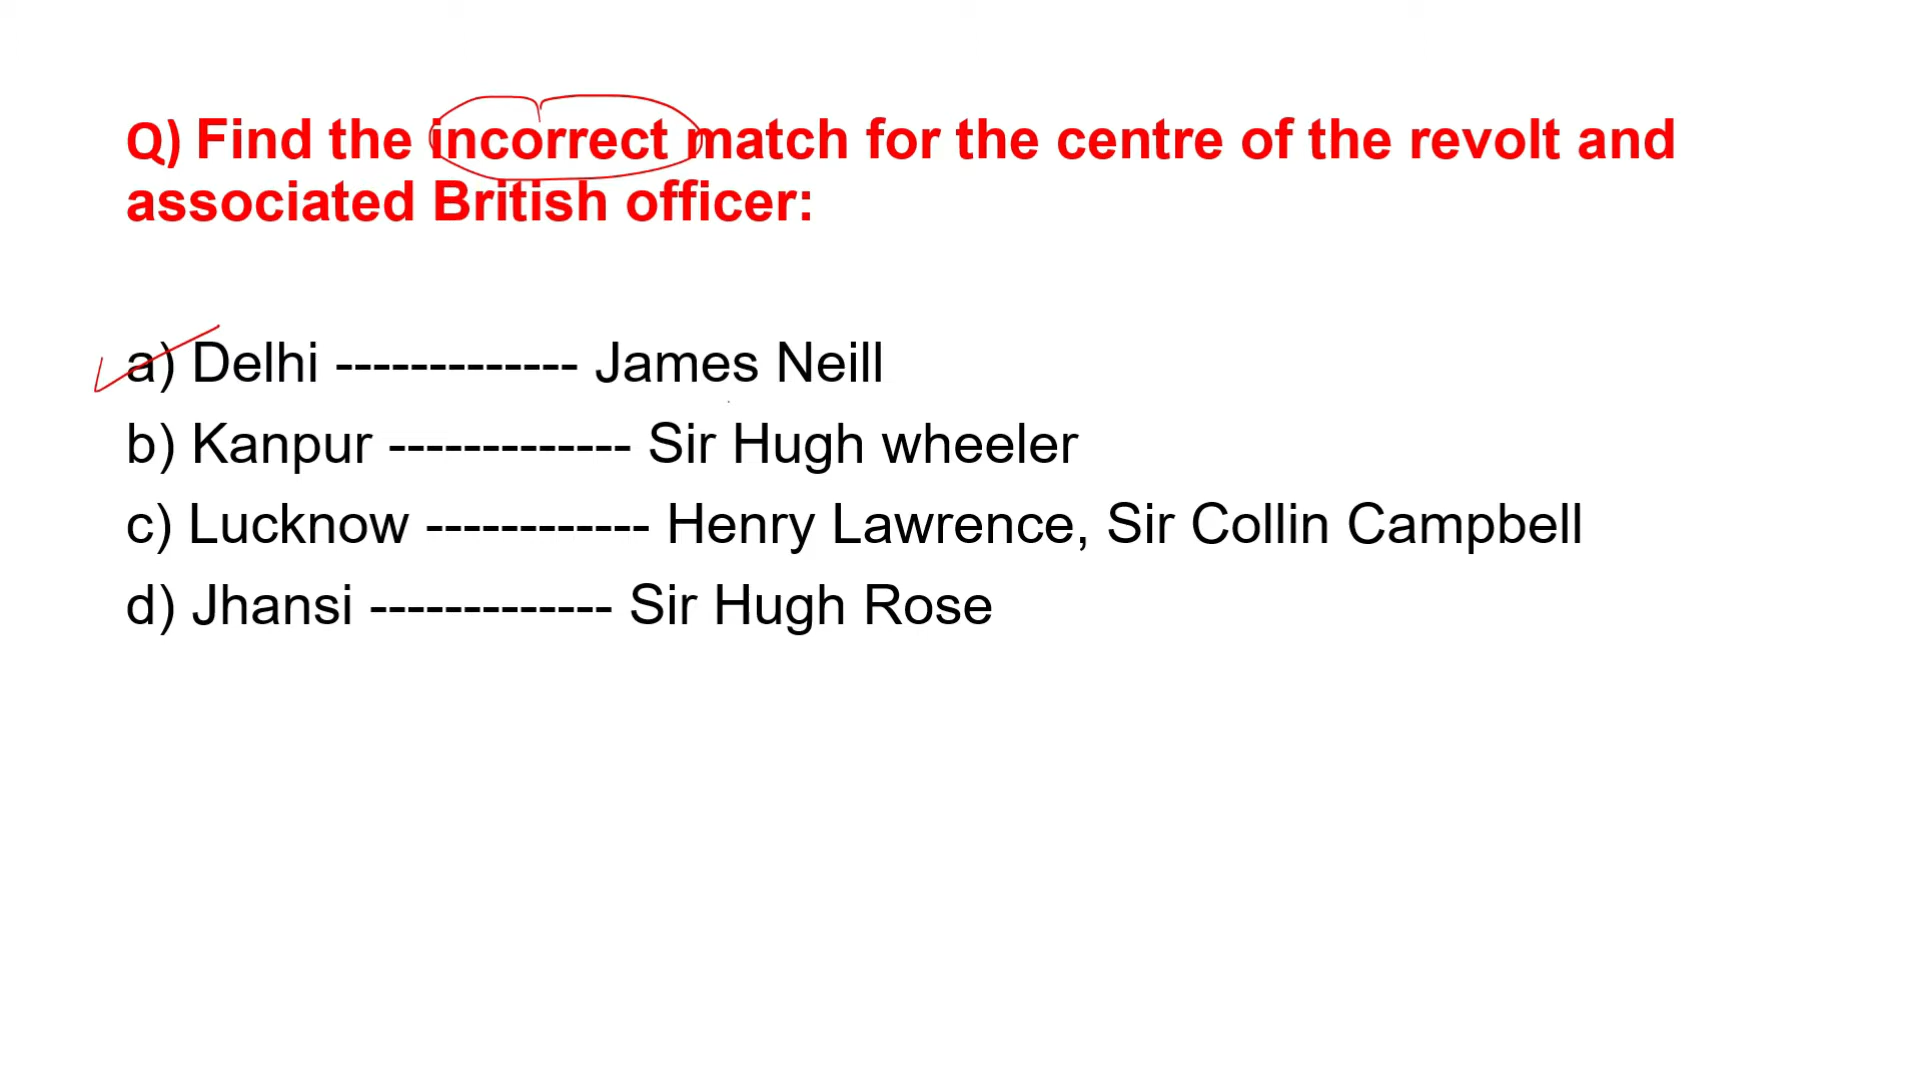 Q) Find the incorrect match for the centre of the revolt and
associated British officer:
a) Delhi ------------- James Neill
b) Kanpur ------------- Sir Hugh wheeler
c) Lucknow ------------ Henry Lawrence, Sir Collin Campbell
d) Jhansi ------------- Sir Hugh Rose